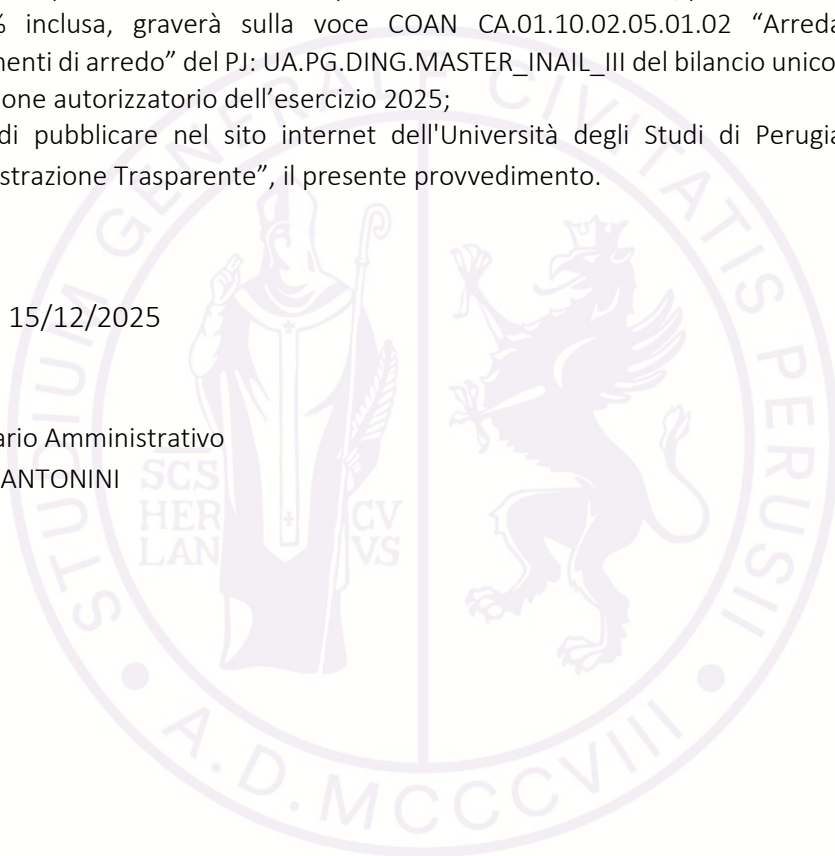 % inclusa, graverà sulla voce COAN CA.01.10.02.05.01.02 “Arreda
nenti di arredo” del PJ: UA.PG.DING.MASTER_INAIL_III del bilancio unico
one autorizzatorio dell’esercizio 2025;
di pubblicare nel sito internet dell'Università degli Studi di Perugia
strazione Trasparente”, il presente provvedimento.
15/12/2025
ario Amministrativo
ANTONINI
STUDIUM GENERALE CIVITATIS PERUSII
SCS
HER
LAN
CV
VS
A.D. MCCCVIII